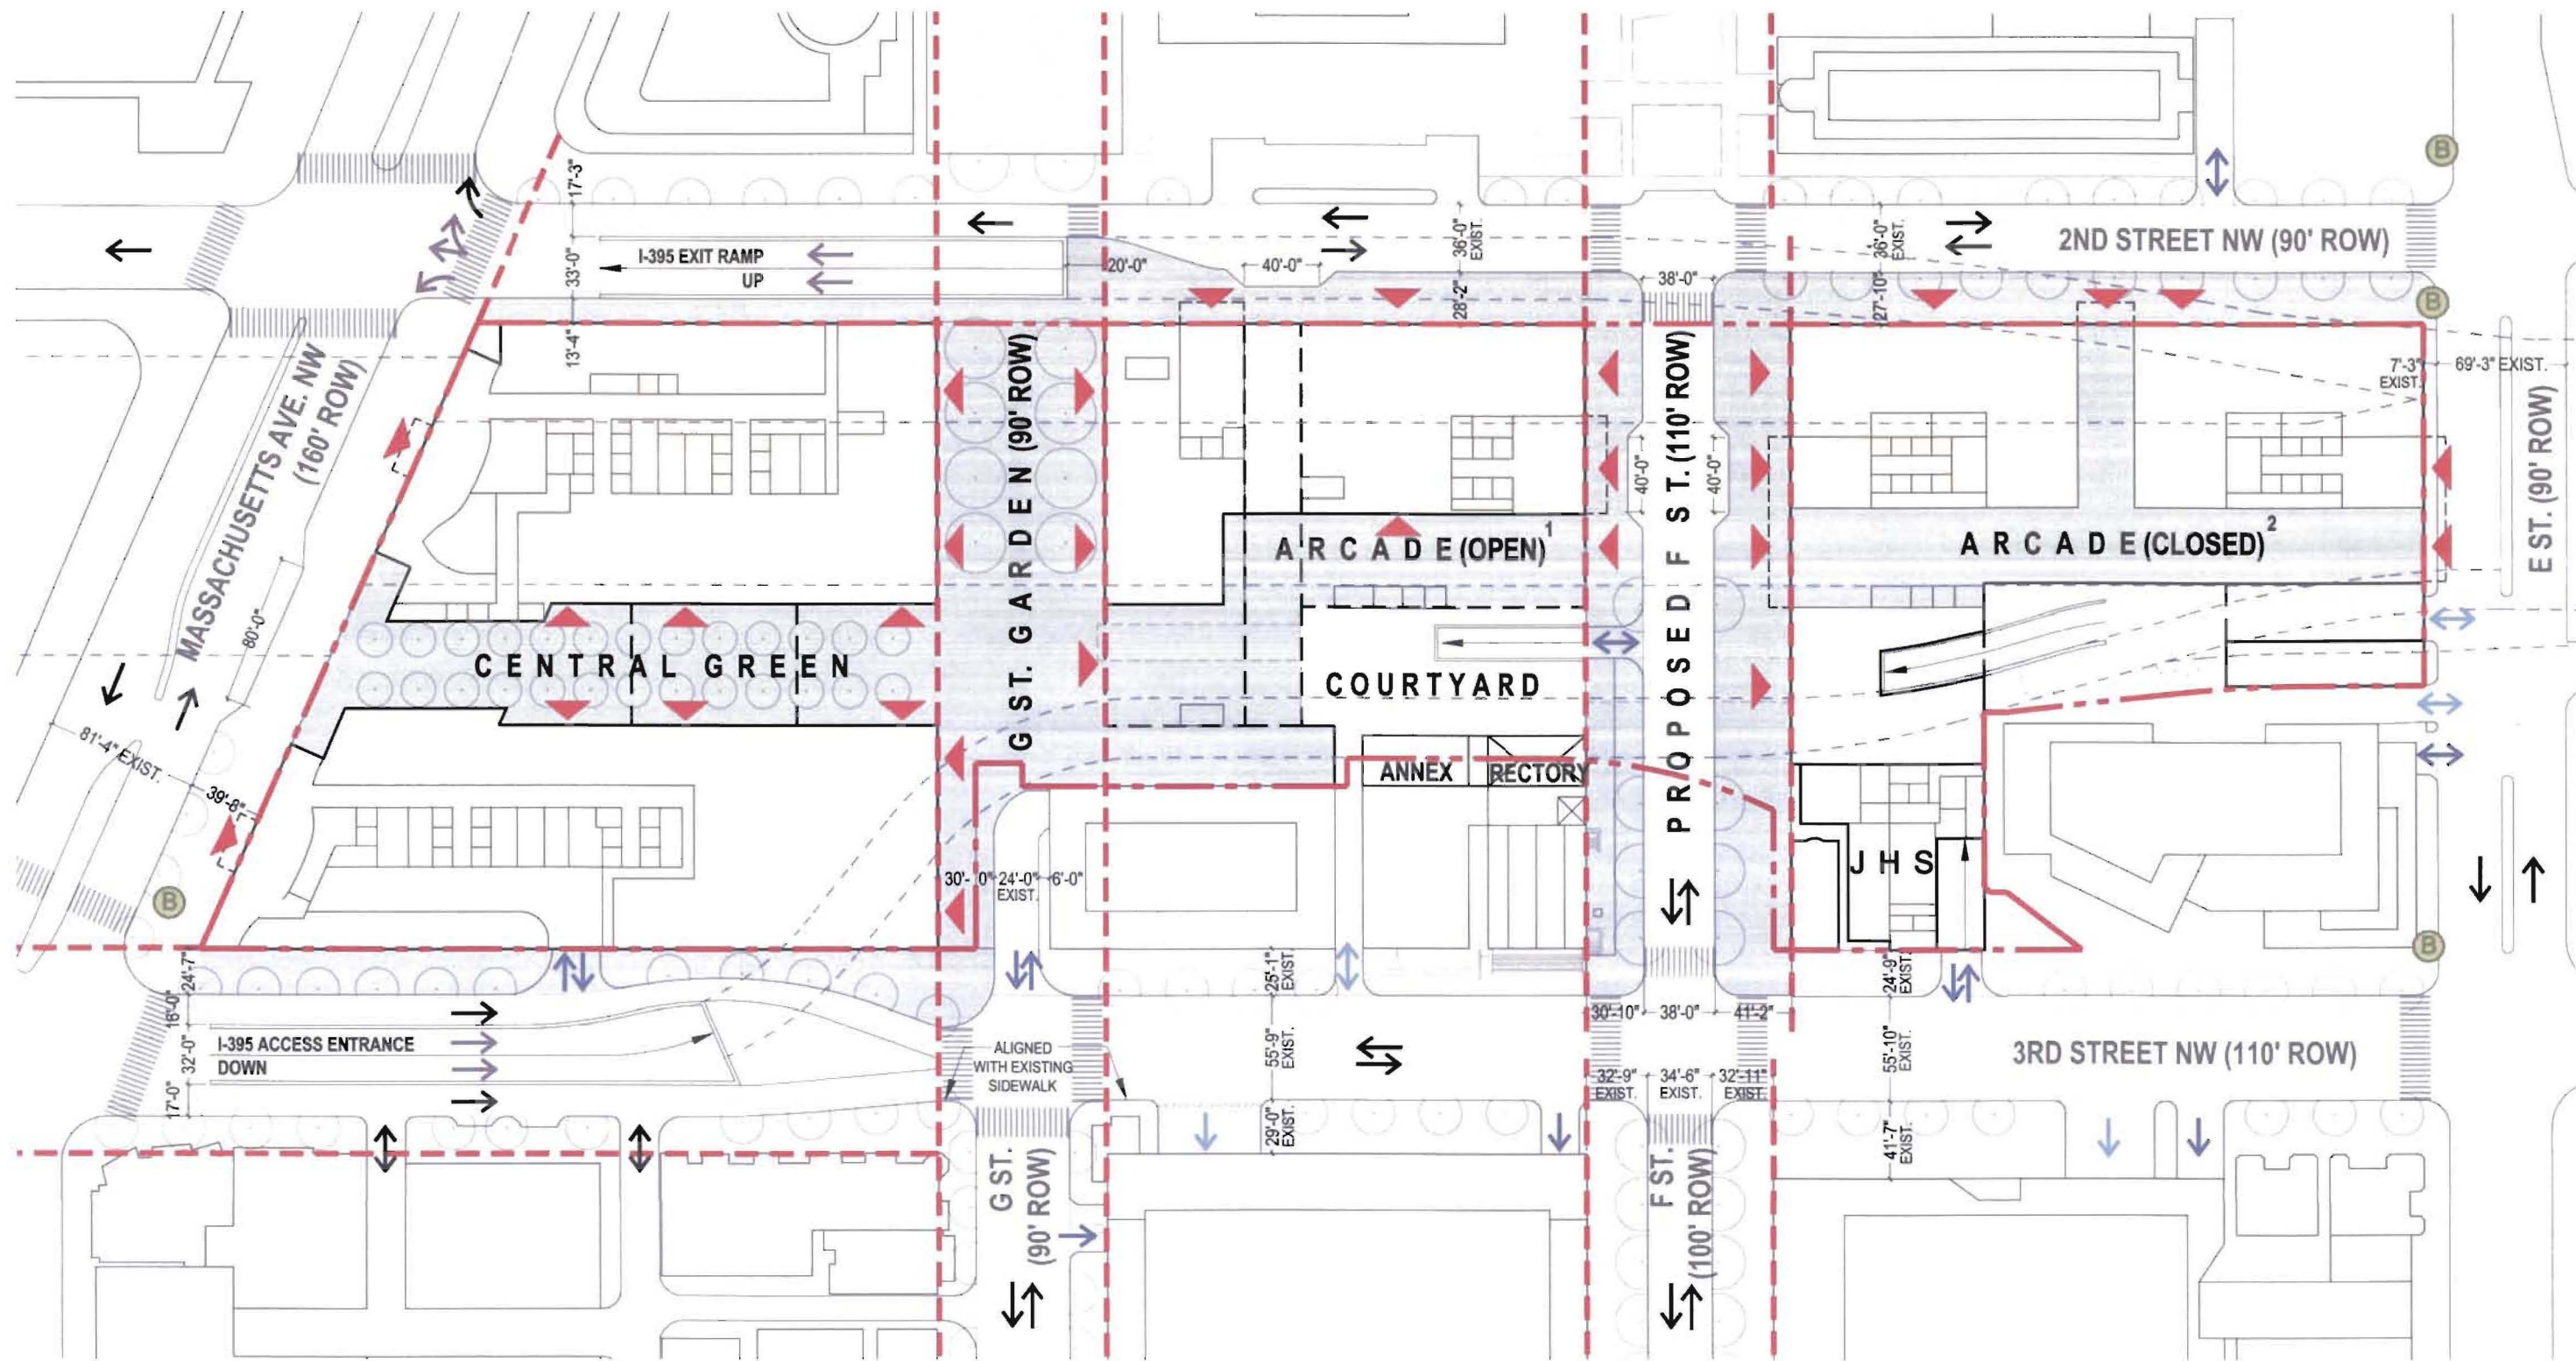 B
17'-3"
2ND STREET NW (90' ROW)
I-395 EXIT RAMP
UP
33'-0"
20'-0"
40'-0"
36'-0"
EXIST.
38'-0"
36'-0"
EXIST.
28'-2"
27'-10"
EXIST.
B
13'-4"
7'-3"
EXIST.
69'-3" EXIST.
MASSACHUSETTS AVE. NW
(160' ROW)
80'-0"
G ST. GARDEN (90' ROW)
PROPOSED F ST. (110' ROW)
40'-0"
40'-0"
E ST. (90' ROW)
ARCADE (OPEN)1
ARCADE (CLOSED)2
CENTRAL GREEN
COURTYARD
81'-4" EXIST.
39'-8"
ANNEX
RECTORY
JHS
B
30'-0"
24'-0"
EXIST.
6'-0"
B
24'-7"
16'-0"
32'-0"
17'-0"
I-395 ACCESS ENTRANCE
DOWN
ALIGNED
WITH EXISTING
SIDEWALK
25'-1"
EXIST.
55'-9"
EXIST.
29'-0"
EXIST.
30'-10"
38'-0"
41'-2"
32'-9"
EXIST.
34'-6"
EXIST.
32'-11"
EXIST.
24'-9"
EXIST.
55'-10"
EXIST.
41'-7"
EXIST.
3RD STREET NW (110' ROW)
G ST.
(90' ROW)
F ST.
(100' ROW)